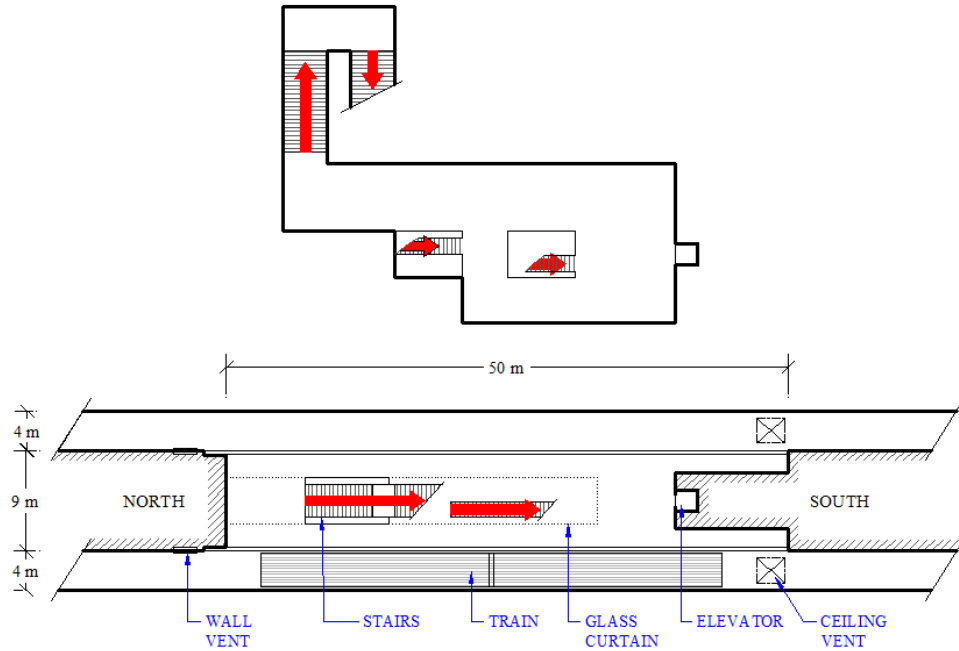 50 m
4 m
9 m
4 m
NORTH
SOUTH
WALL
VENT
STAIRS
TRAIN
GLASS
CURTAIN
ELEVATOR
CEILING
VENT